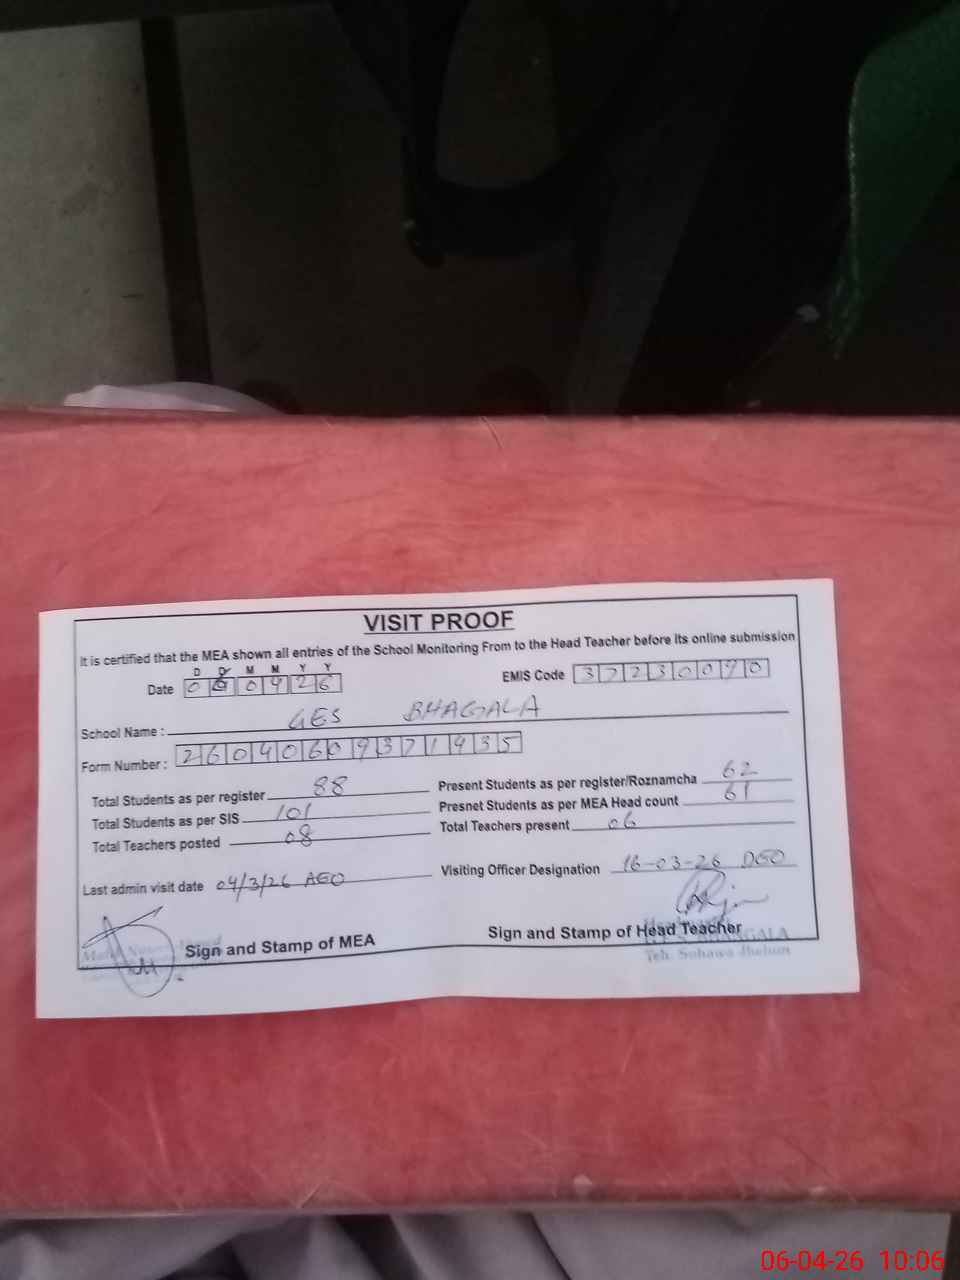 VISIT PROOF
It is certified that the MEA shown all entries of the School Monitoring From to the Head Teacher before its online submission
D D M M Y Y
Date 0 6 0 4 2 6 EMIS Code 3 7 2 3 0 0 7 0
School Name : GES BHAGALA
Form Number : 2 6 0 4 0 6 0 9 3 7 1 9 3 5
Total Students as per register 88 Present Students as per register/Roznamcha 62
Total Students as per SIS 101 Presnet Students as per MEA Head count 61
Total Teachers posted 08 Total Teachers present 06
Last admin visit date 04/3/26 AEO Visiting Officer Designation 16-03-26 DEO
Sign and Stamp of MEA Sign and Stamp of Head Teacher
BHANGALA
Teh. Sohawa Jhelum
06-04-26 10:06